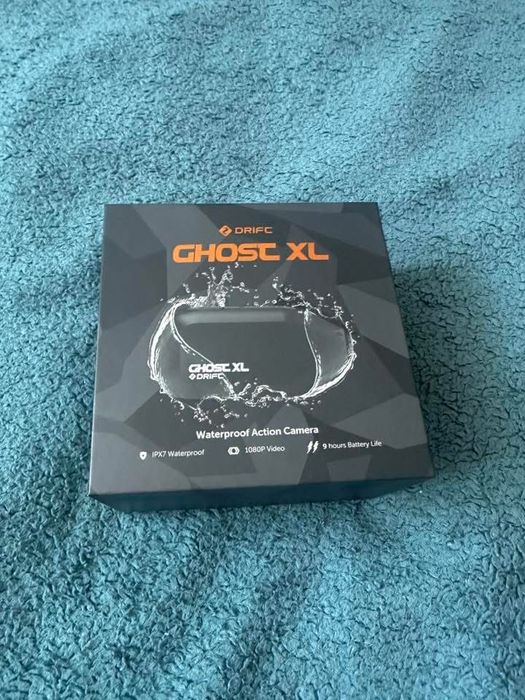 DRIFT
GHOST XL
GHOST XL
DRIFT
Waterproof Action Camera
IPX7 Waterproof
1080P Video
9 hours Battery Life